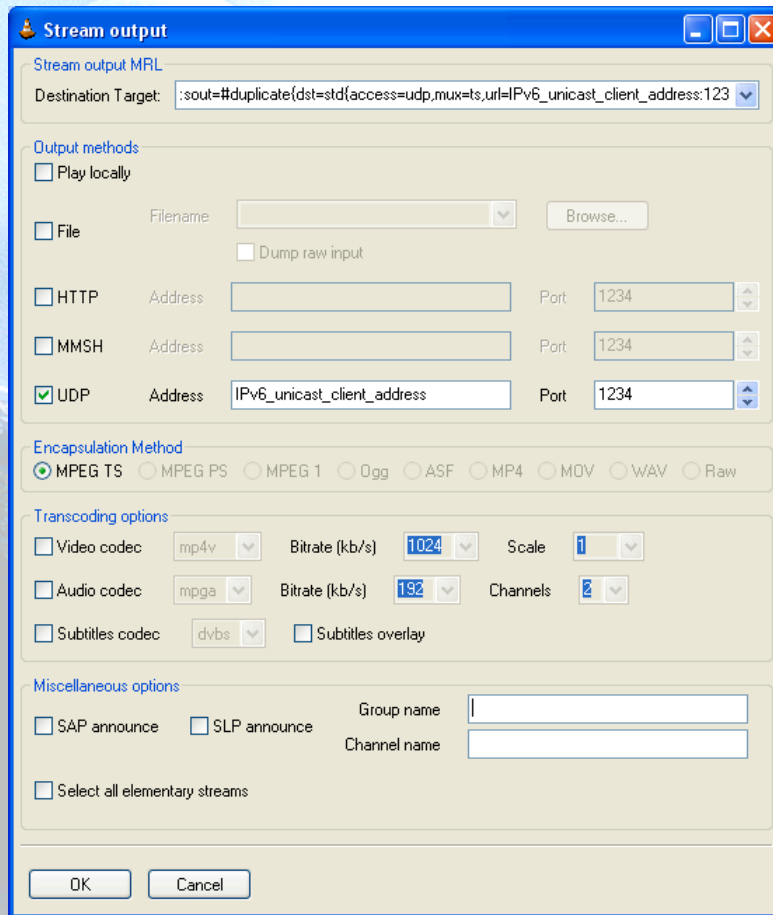 Stream output
Stream output MRL
Destination Target: :sout=#duplicate{dst=std{access=udp,mux=ts,url=IPv6_unicast_client_address:123
Output methods
Play locally
File Filename Browse...
Dump raw input
HTTP Address Port 1234
MMSH Address Port 1234
UDP Address IPv6_unicast_client_address Port 1234
Encapsulation Method
MPEG TS MPEG PS MPEG 1 Ogg ASF MP4 MOV WAV Raw
Transcoding options
Video codec mp4v Bitrate (kb/s) 1024 Scale 1
Audio codec mpga Bitrate (kb/s) 192 Channels 2
Subtitles codec dvbs Subtitles overlay
Miscellaneous options
Group name
SAP announce SLP announce
Channel name
Select all elementary streams
OK Cancel